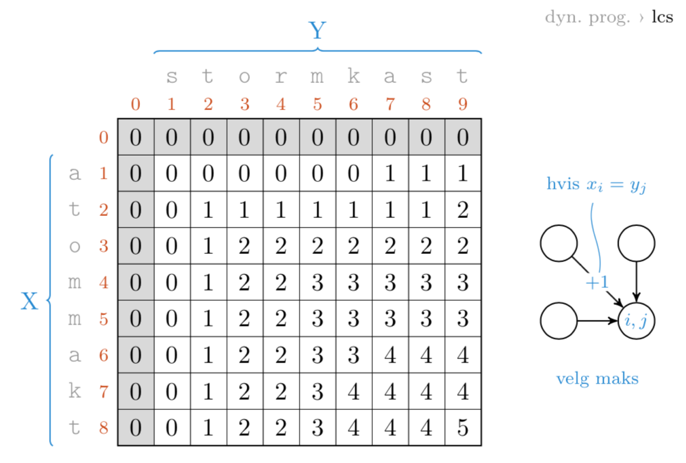 dyn. prog. › lcs
Y
s t o r m k a s t
0 1 2 3 4 5 6 7 8 9
0 0 0 0 0 0 0 0 0 0 0
a 1 0 0 0 0 0 0 0 1 1 1
t 2 0 0 1 1 1 1 1 1 1 2
o 3 0 0 1 2 2 2 2 2 2 2
m 4 0 0 1 2 2 3 3 3 3 3
X
m 5 0 0 1 2 2 3 3 3 3 3
a 6 0 0 1 2 2 3 3 4 4 4
k 7 0 0 1 2 2 3 4 4 4 4
t 8 0 0 1 2 2 3 4 4 4 5
hvis xᵢ = yⱼ
+1
i, j
velg maks